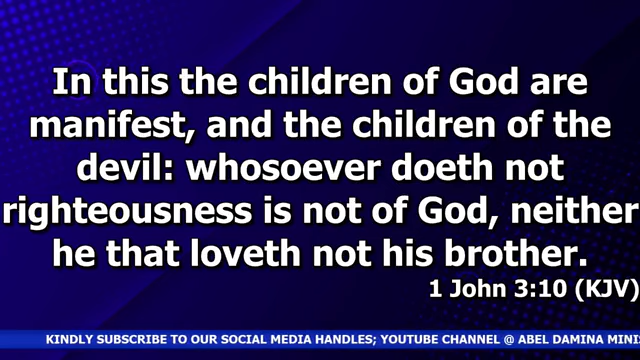 In this the children of God are
manifest, and the children of the
devil: whosoever doeth not
righteousness is not of God, neither
he that loveth not his brother.
1 John 3:10 (KJV)
KINDLY SUBSCRIBE TO OUR SOCIAL MEDIA HANDLES; YOUTUBE CHANNEL @ ABEL DAMINA MINI